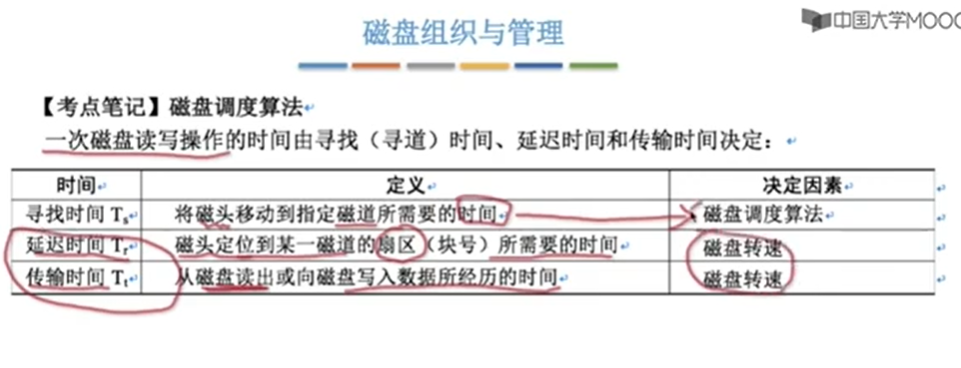 中国大学MOOC
磁盘组织与管理
【考点笔记】磁盘调度算法
一次磁盘读写操作的时间由寻找（寻道）时间、延迟时间和传输时间决定：
时间 定义 决定因素
寻找时间 Ts 将磁头移动到指定磁道所需要的时间 磁盘调度算法
延迟时间 Tr 磁头定位到某一磁道的扇区（块号）所需要的时间 磁盘转速
传输时间 Tt 从磁盘读出或向磁盘写入数据所经历的时间 磁盘转速